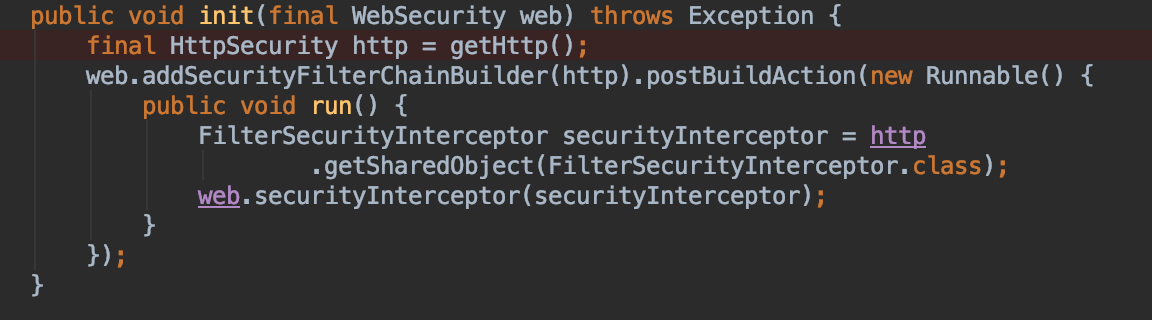 public void init(final WebSecurity web) throws Exception {
    final HttpSecurity http = getHttp();
    web.addSecurityFilterChainBuilder(http).postBuildAction(new Runnable() {
        public void run() {
            FilterSecurityInterceptor securityInterceptor = http
                    .getSharedObject(FilterSecurityInterceptor.class);
            web.securityInterceptor(securityInterceptor);
        }
    });
}